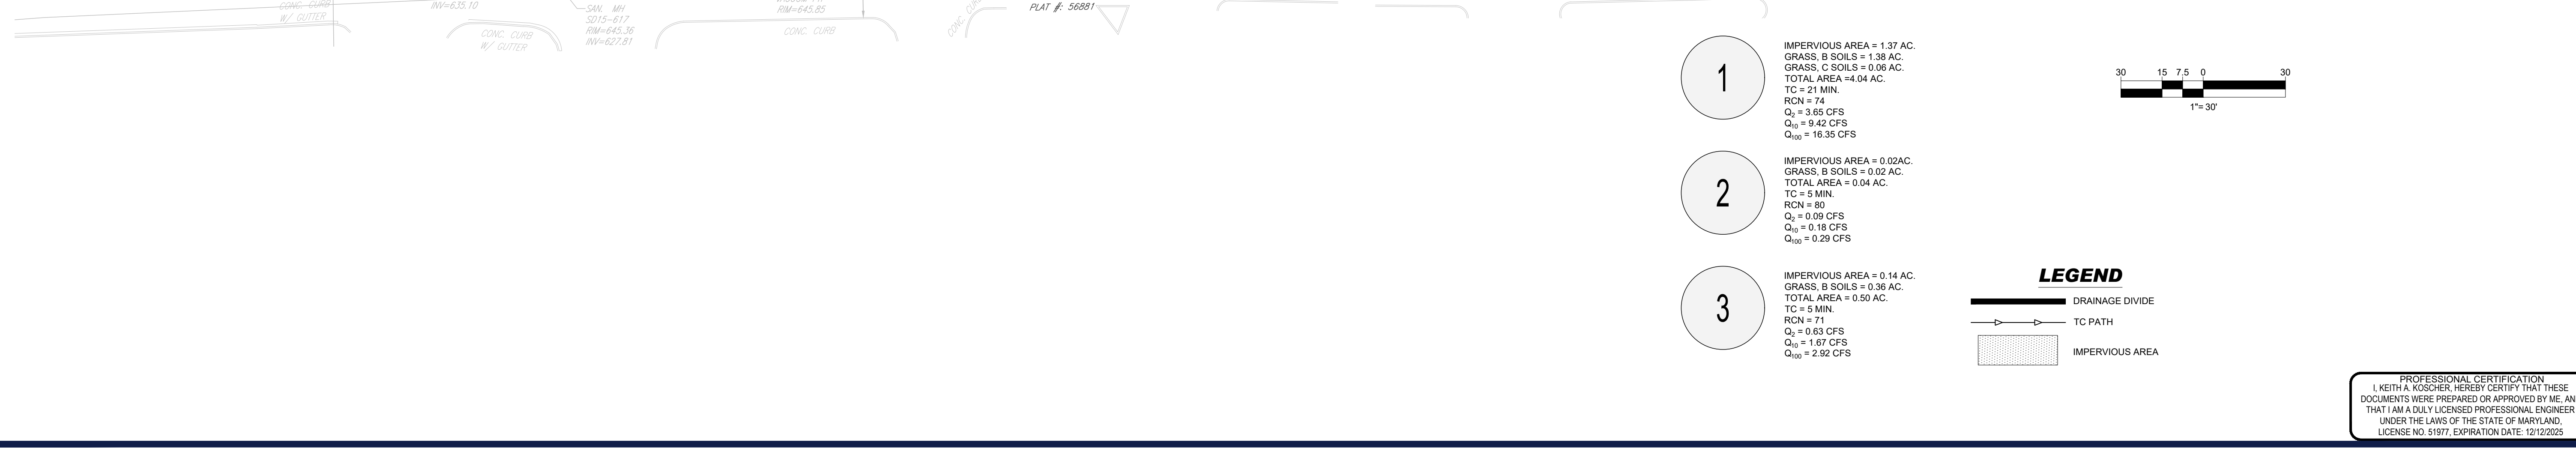 CONC. CURB
W/ GUTTER
INV=635.10
CONC. CURB
W/ GUTTER
SAN. MH
SD15-617
RIM=645.36
INV=627.81
RIM=645.85
CONC. CURB
CONC. CURB
PLAT #: 56881
1
IMPERVIOUS AREA = 1.37 AC.
GRASS, B SOILS = 1.38 AC.
GRASS, C SOILS = 0.06 AC.
TOTAL AREA =4.04 AC.
TC = 21 MIN.
RCN = 74
Q2 = 3.65 CFS
Q10 = 9.42 CFS
Q100 = 16.35 CFS
2
IMPERVIOUS AREA = 0.02AC.
GRASS, B SOILS = 0.02 AC.
TOTAL AREA = 0.04 AC.
TC = 5 MIN.
RCN = 80
Q2 = 0.09 CFS
Q10 = 0.18 CFS
Q100 = 0.29 CFS
3
IMPERVIOUS AREA = 0.14 AC.
GRASS, B SOILS = 0.36 AC.
TOTAL AREA = 0.50 AC.
TC = 5 MIN.
RCN = 71
Q2 = 0.63 CFS
Q10 = 1.67 CFS
Q100 = 2.92 CFS
30 15 7.5 0 30
1"= 30'
LEGEND
DRAINAGE DIVIDE
TC PATH
IMPERVIOUS AREA
PROFESSIONAL CERTIFICATION
I, KEITH A. KOSCHER, HEREBY CERTIFY THAT THESE
DOCUMENTS WERE PREPARED OR APPROVED BY ME, AN
THAT I AM A DULY LICENSED PROFESSIONAL ENGINEER
UNDER THE LAWS OF THE STATE OF MARYLAND,
LICENSE NO. 51977, EXPIRATION DATE: 12/12/2025